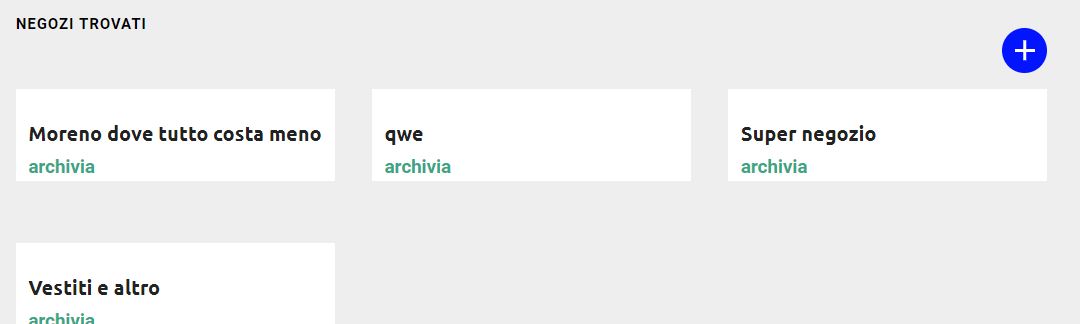 NEGOZI TROVATI
Moreno dove tutto costa meno
archivia
qwe
archivia
Super negozio
archivia
Vestiti e altro
archivia